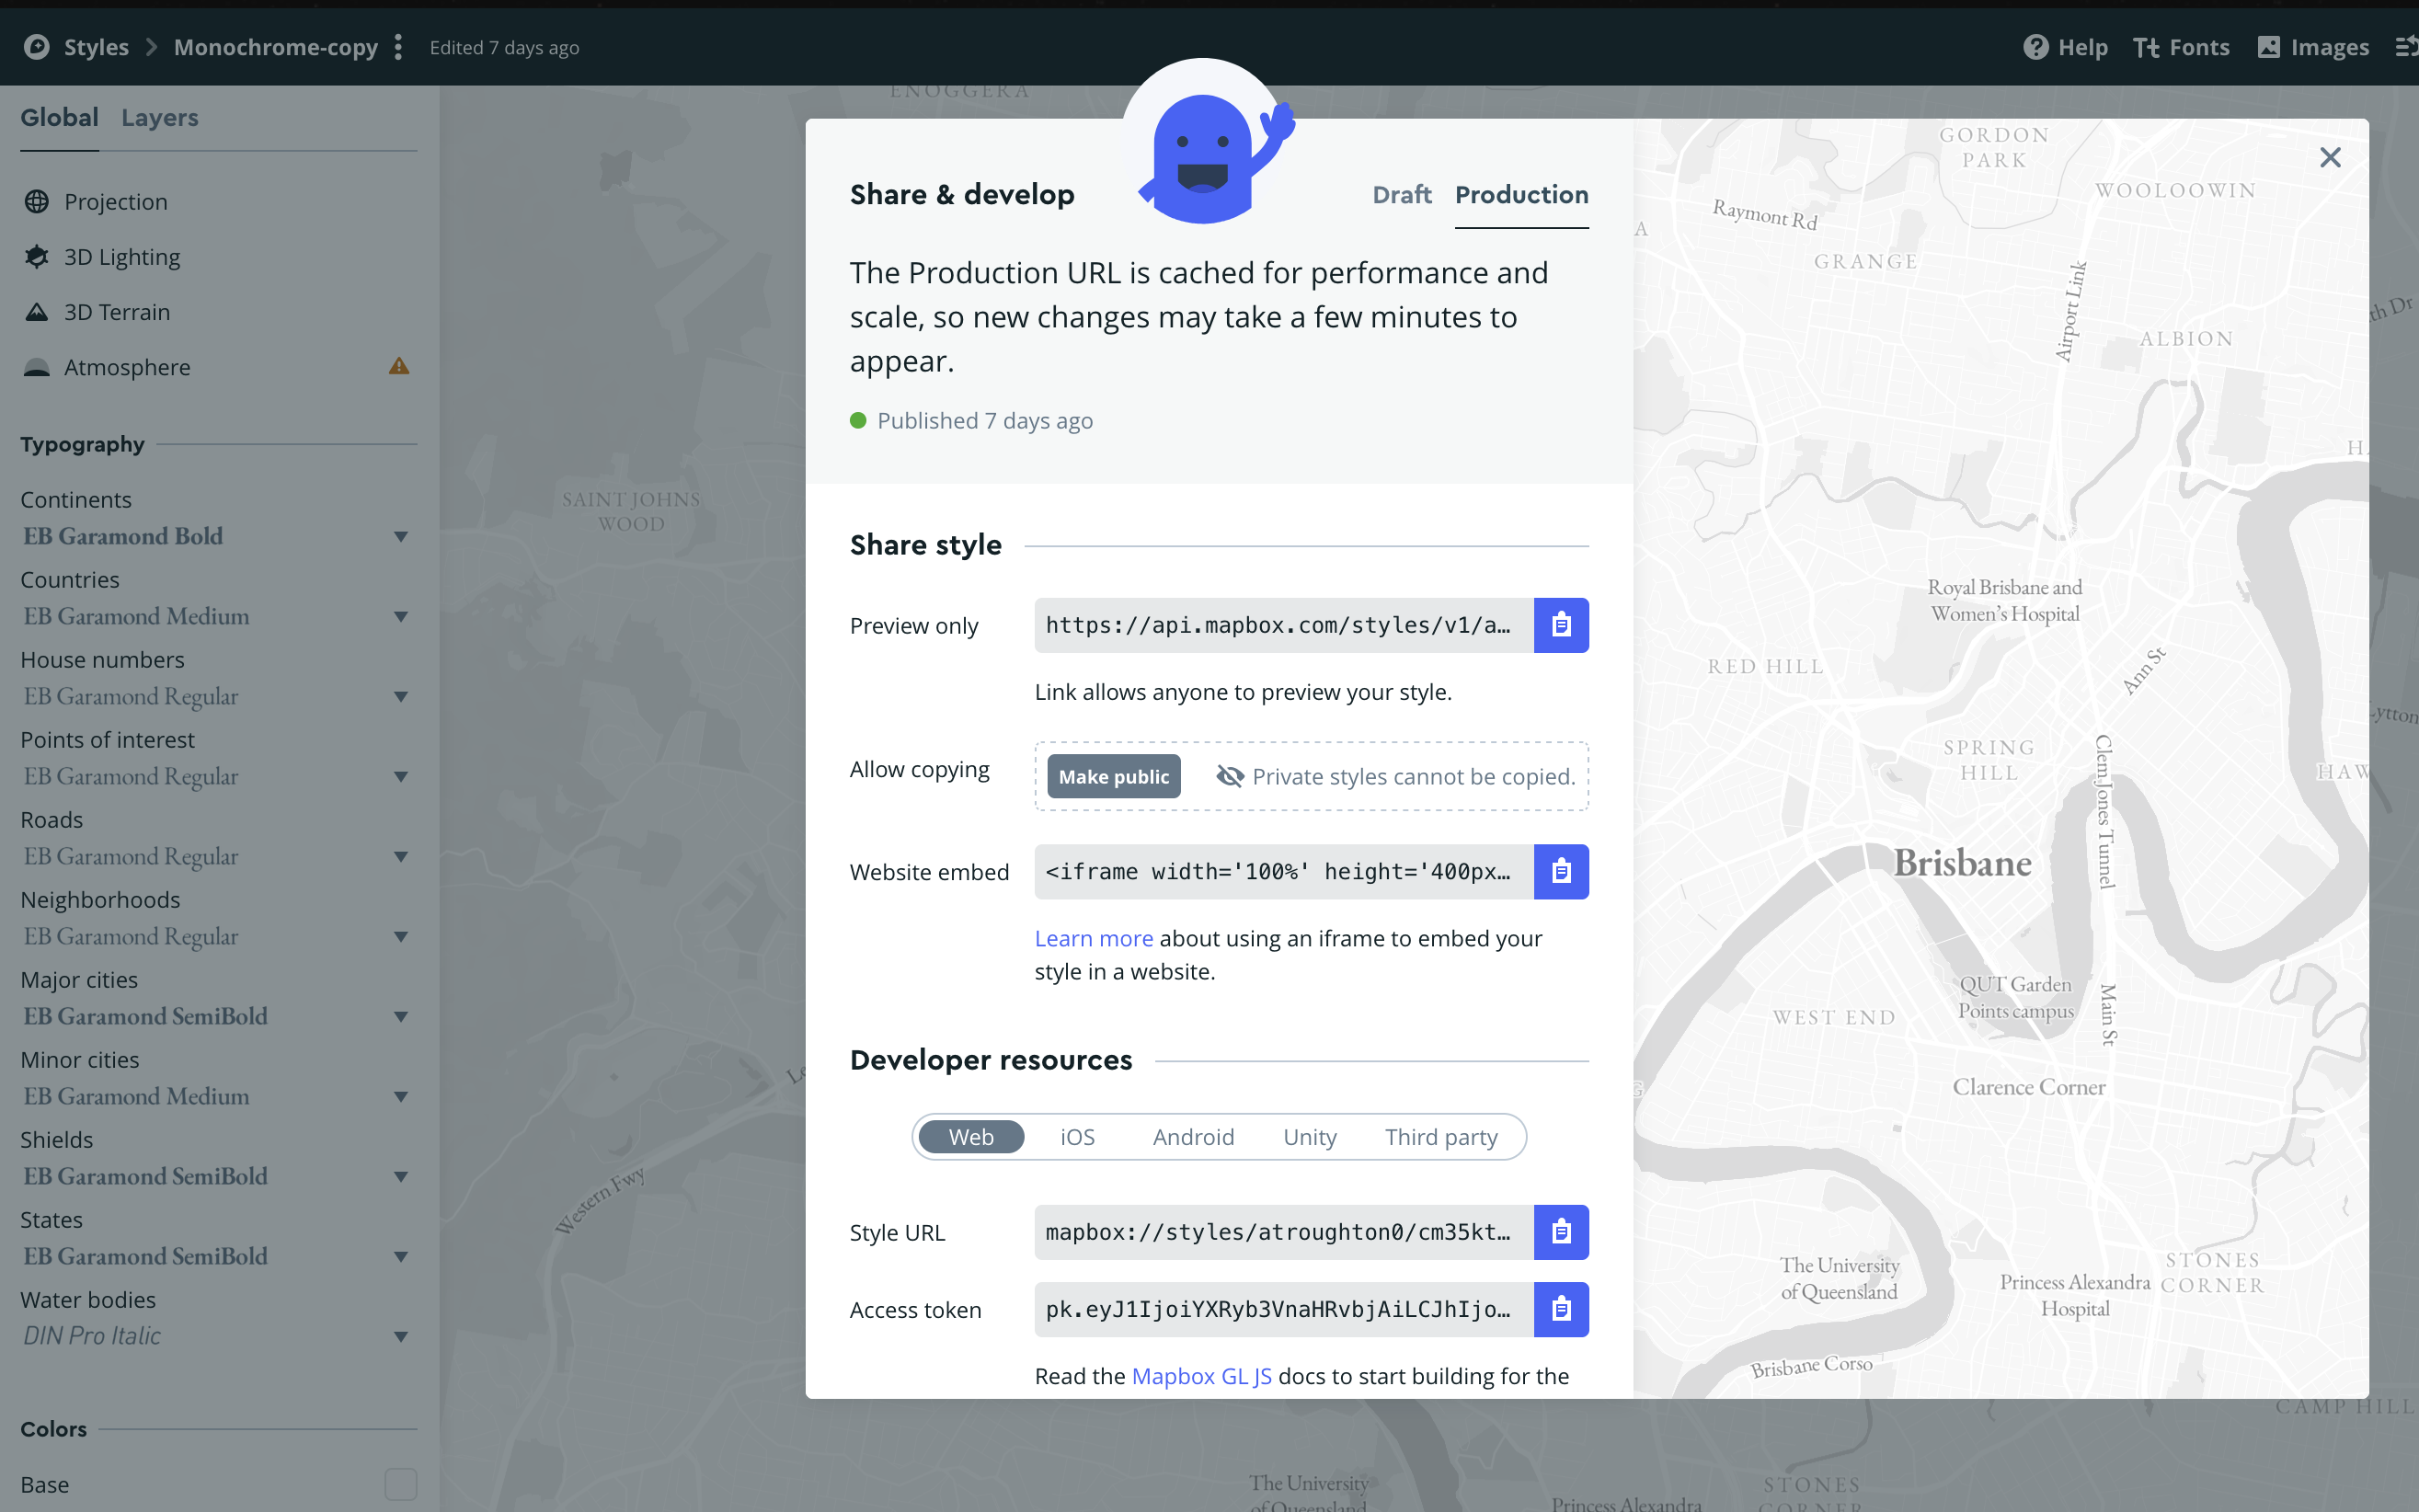 Styles
Monochrome-copy
Edited 7 days ago
Help
Fonts
Images
Global
Layers
Projection
3D Lighting
3D Terrain
Atmosphere
Typography
Continents
EB Garamond Bold
Countries
EB Garamond Medium
House numbers
EB Garamond Regular
Points of interest
EB Garamond Regular
Roads
EB Garamond Regular
Neighborhoods
EB Garamond Regular
Major cities
EB Garamond SemiBold
Minor cities
EB Garamond Medium
Shields
EB Garamond SemiBold
States
EB Garamond SemiBold
Water bodies
DIN Pro Italic
Colors
Base
ENOGGERA
SAINT JOHNS
WOOD
Western Fwy
Share & develop
Draft
Production
The Production URL is cached for performance and
scale, so new changes may take a few minutes to
appear.
Published 7 days ago
Share style
Preview only
https://api.mapbox.com/styles/v1/a…
Link allows anyone to preview your style.
Allow copying
Make public
Private styles cannot be copied.
Website embed
<iframe width='100%' height='400px…
Learn more about using an iframe to embed your
style in a website.
Developer resources
Web
iOS
Android
Unity
Third party
Style URL
mapbox://styles/atroughton0/cm35kt…
Access token
pk.eyJ1IjoiYXRyb3VnaHRvbjAiLCJhIjo…
Read the Mapbox GL JS docs to start building for the
GORDON
PARK
WOOLOOWIN
Raymont Rd
GRANGE
Airport Link
ALBION
Royal Brisbane and
Women's Hospital
RED HILL
Ann St
SPRING
HILL
Clem Jones Tunnel
Brisbane
QUT Garden
Points campus
WEST END
Main St
Clarence Corner
The University
of Queensland
Princess Alexandra
Hospital
STONES
CORNER
Brisbane Corso
CAMP HILL
The University
of Queensland
STONES
CORNER
Princess Alexandra